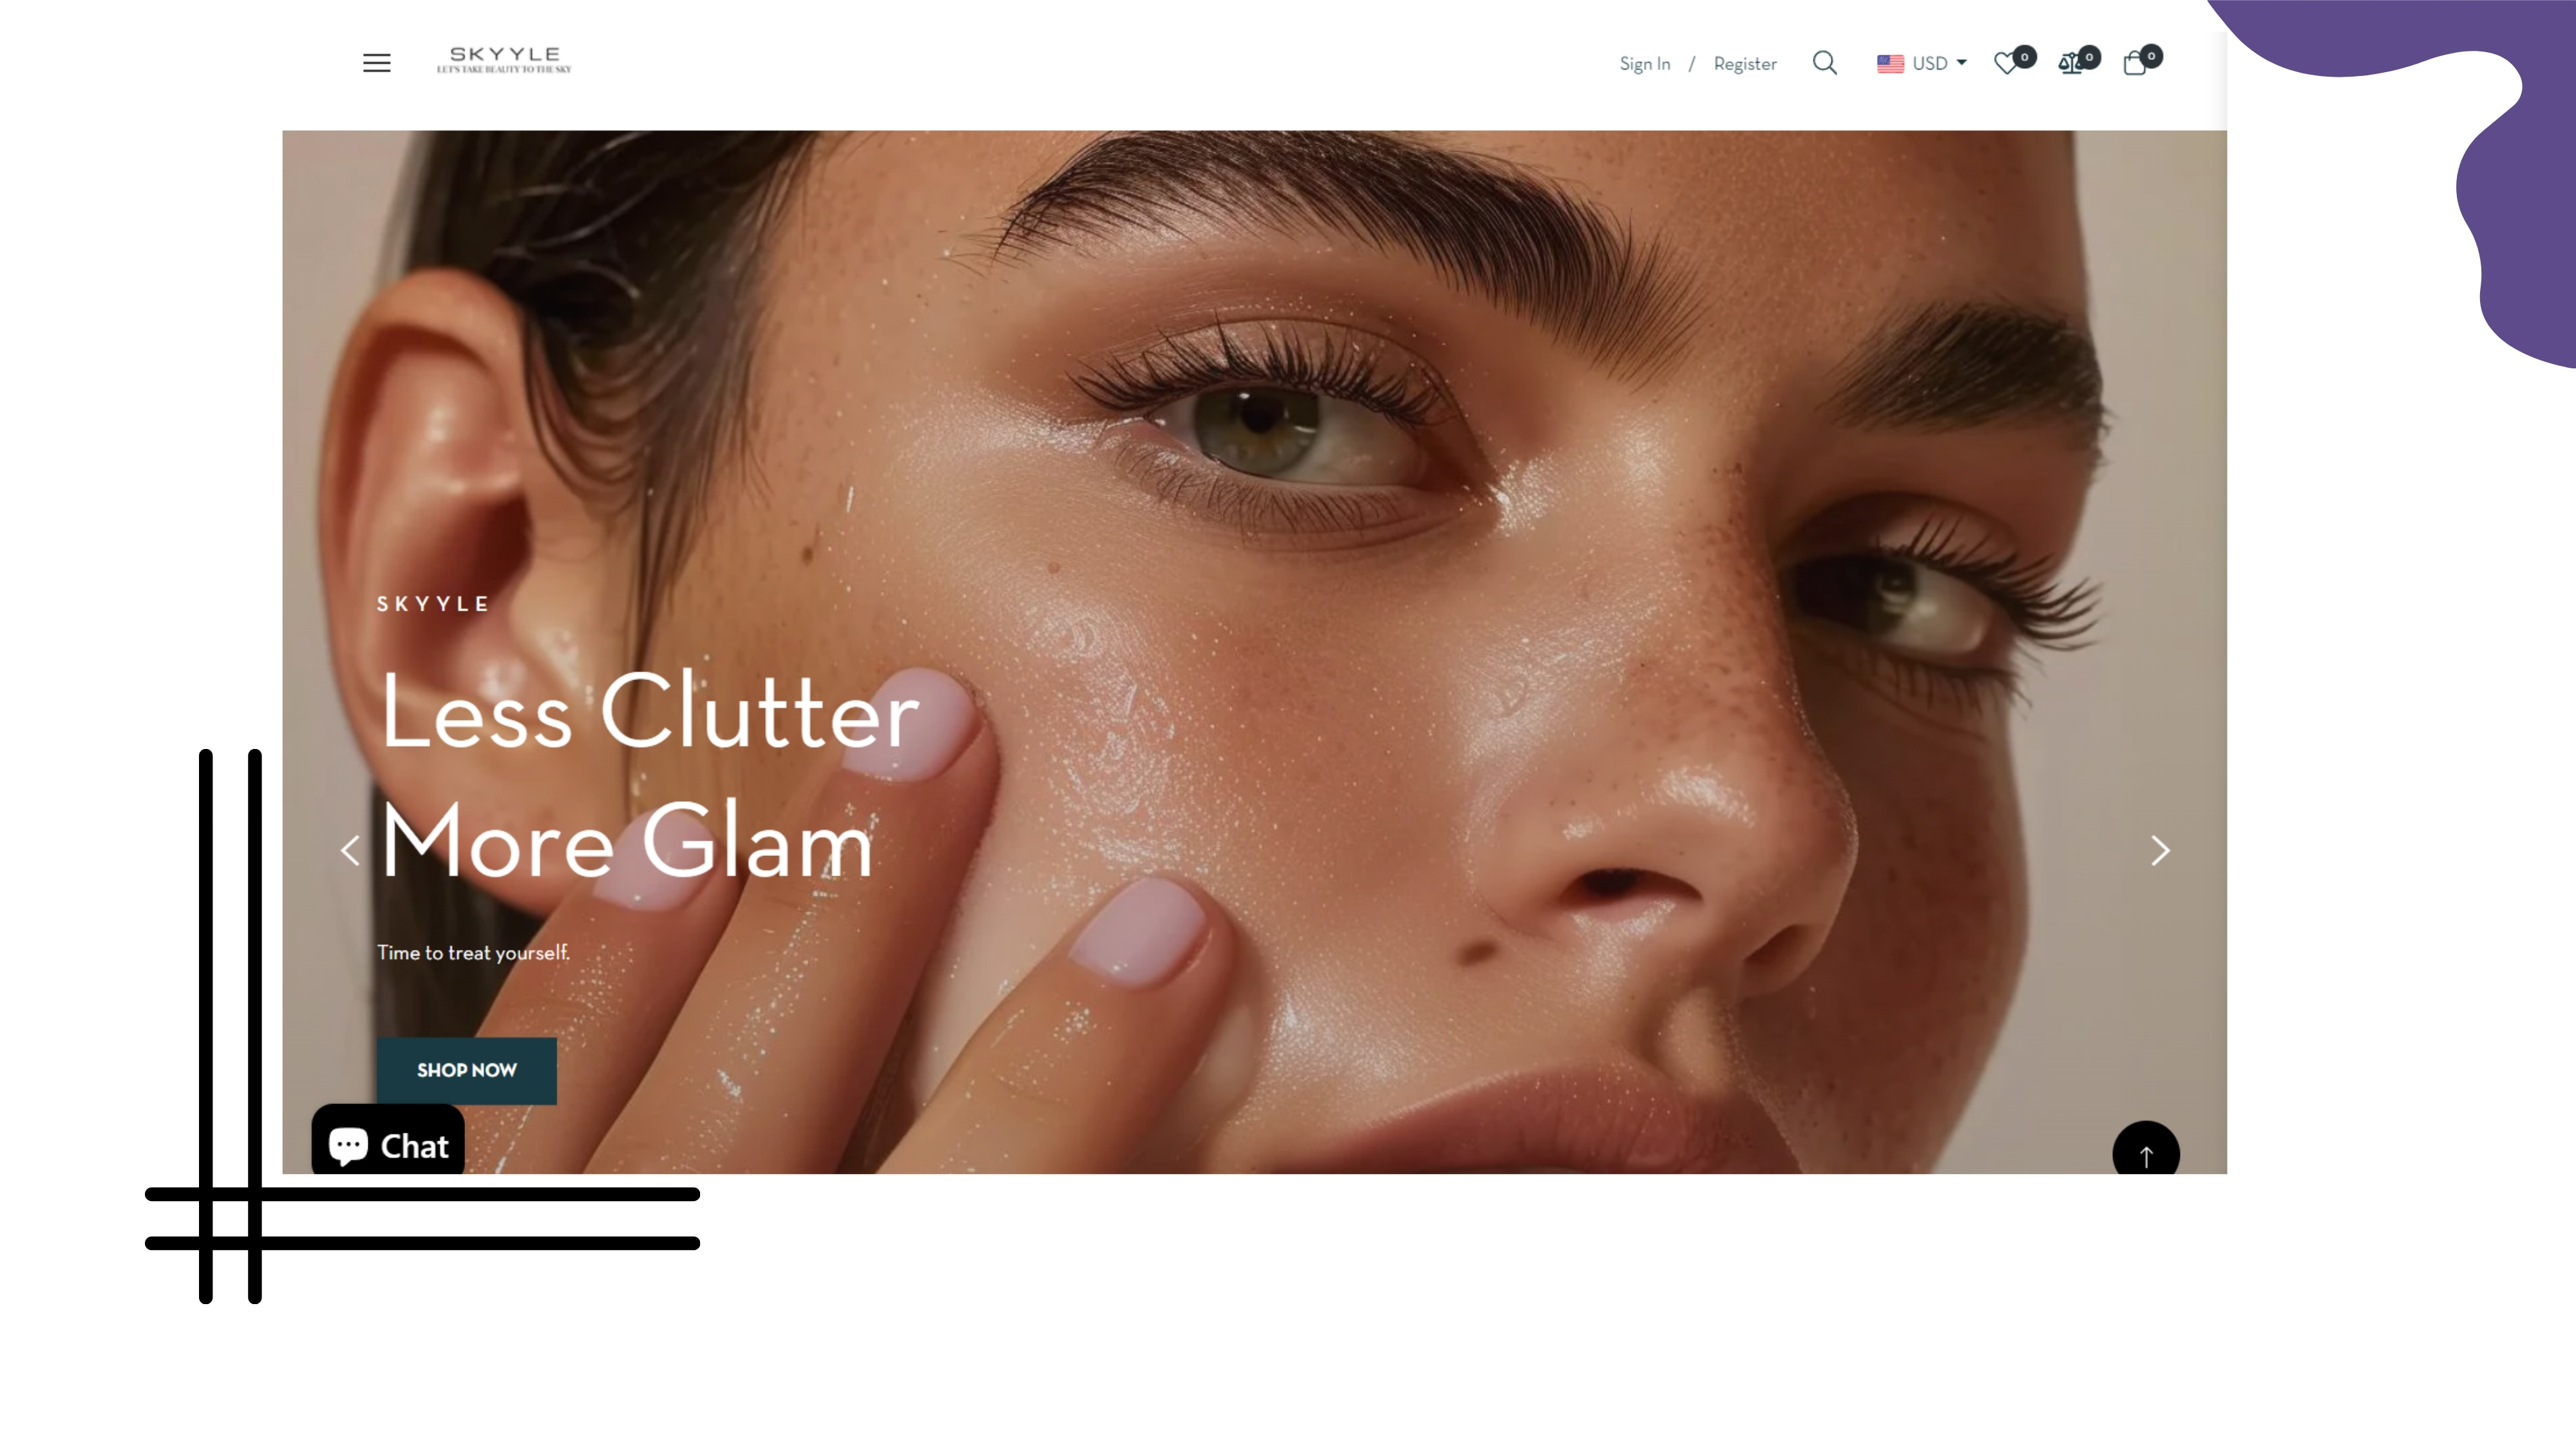 SKYYLE
LET'S TAKE BEAUTY TO THE SKY
Sign In / Register
USD
0
0
0
SKYYLE
Less Clutter
More Glam
Time to treat yourself.
SHOP NOW
Chat